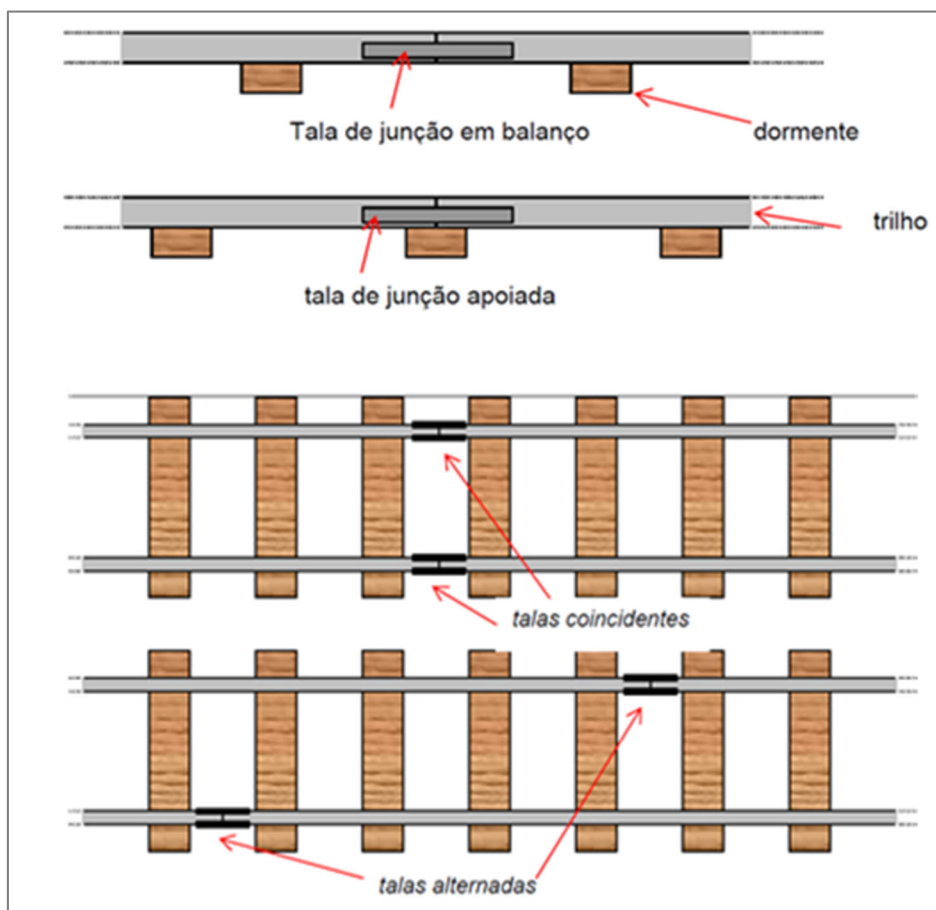 Tala de junção em balanço
dormente
trilho
tala de junção apoiada
talas coincidentes
talas alternadas